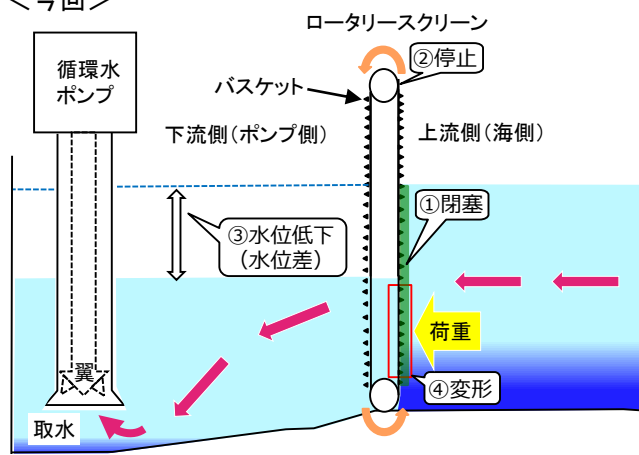 ＜今回＞
ロータリースクリーン
循環水
ポンプ
②停止
バスケット
下流側（ポンプ側）
上流側（海側）
①閉塞
③水位低下
（水位差）
荷重
翼
④変形
取水